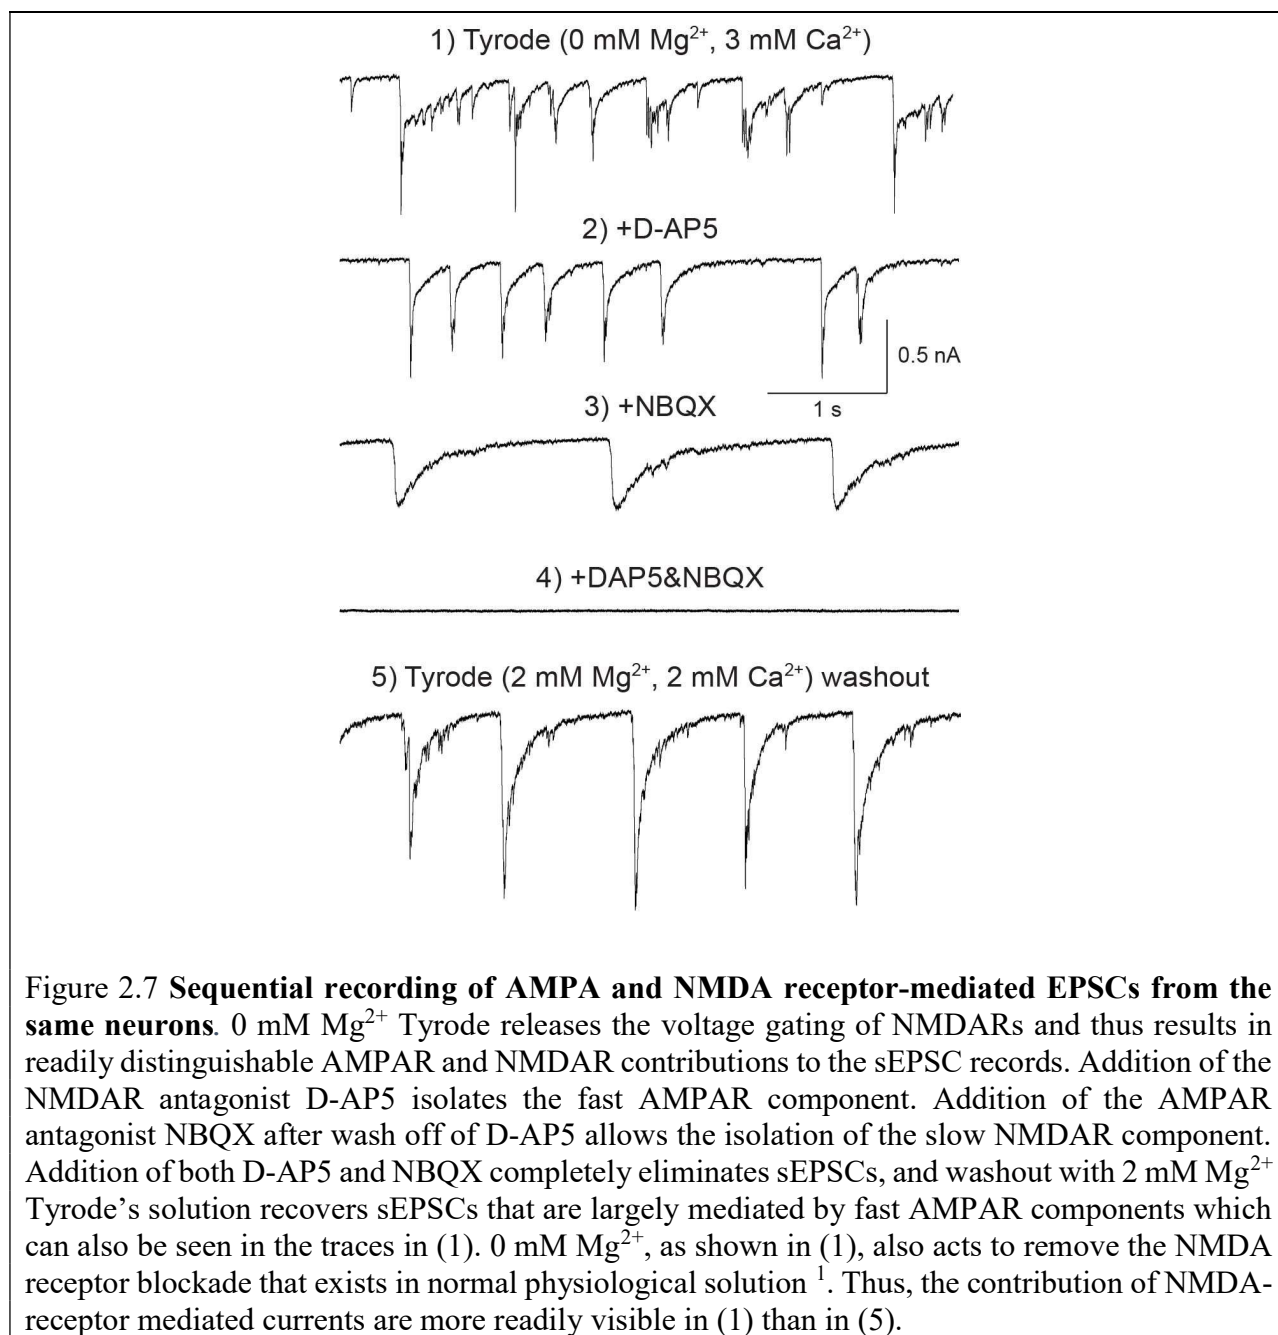 1) Tyrode (0 mM Mg²⁺, 3 mM Ca²⁺)
2) +D-AP5
0.5 nA
1 s
3) +NBQX
4) +DAP5&NBQX
5) Tyrode (2 mM Mg²⁺, 2 mM Ca²⁺) washout
Figure 2.7 Sequential recording of AMPA and NMDA receptor-mediated EPSCs from the
same neurons. 0 mM Mg²⁺ Tyrode releases the voltage gating of NMDARs and thus results in
readily distinguishable AMPAR and NMDAR contributions to the sEPSC records. Addition of the
NMDAR antagonist D-AP5 isolates the fast AMPAR component. Addition of the AMPAR
antagonist NBQX after wash off of D-AP5 allows the isolation of the slow NMDAR component.
Addition of both D-AP5 and NBQX completely eliminates sEPSCs, and washout with 2 mM Mg²⁺
Tyrode’s solution recovers sEPSCs that are largely mediated by fast AMPAR components which
can also be seen in the traces in (1). 0 mM Mg²⁺, as shown in (1), also acts to remove the NMDA
receptor blockade that exists in normal physiological solution ¹. Thus, the contribution of NMDA-
receptor mediated currents are more readily visible in (1) than in (5).